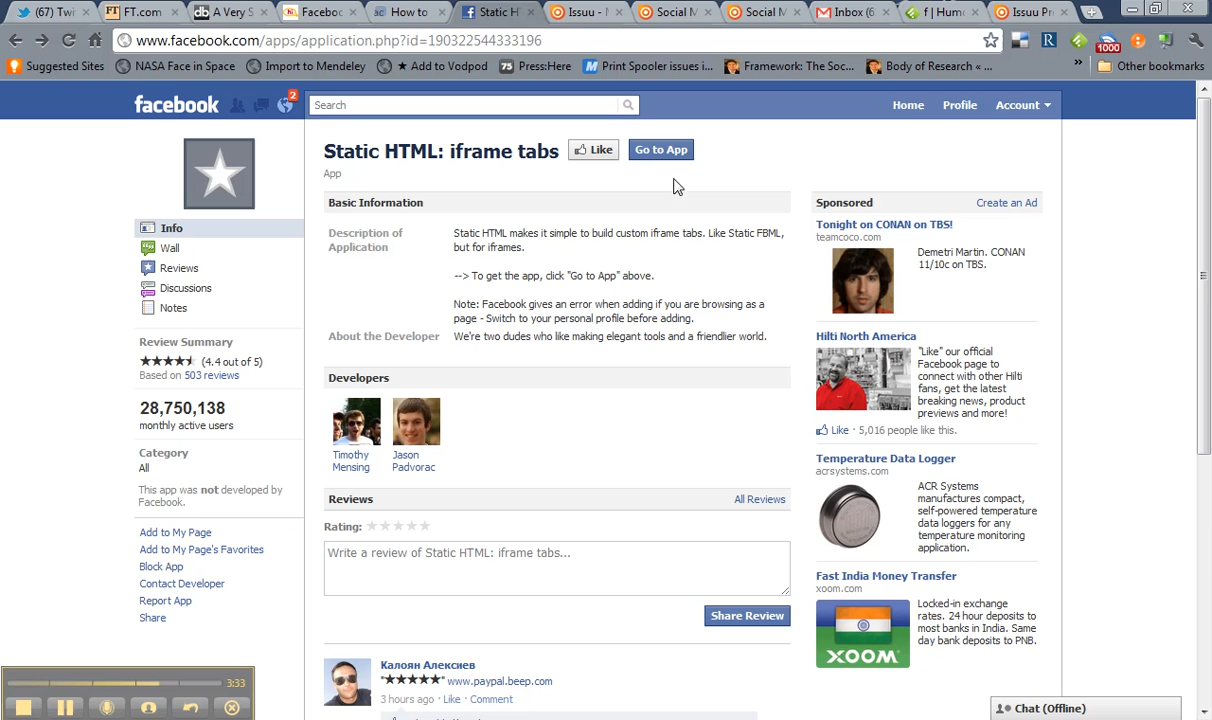 (67) Twi
FT.com
A Very S
Facebo
How to
Static H
Issuu -
Social M
Social M
Inbox (6
f | Hum
Issuu Pr
www.facebook.com/apps/application.php?id=190322544333196
1000
Suggested Sites
NASA Face in Space
Import to Mendeley
★ Add to Vodpod
75 Press:Here
Print Spooler issues i...
Framework: The Soc...
Body of Research « ...
»
Other bookmarks
facebook
2
Search
Home
Profile
Account
Static HTML: iframe tabs
Like
Go to App
App
Info
Wall
Reviews
Discussions
Notes
Review Summary
(4.4 out of 5)
Based on 503 reviews
28,750,138
monthly active users
Category
All
This app was not developed by
Facebook.
Add to My Page
Add to My Page's Favorites
Block App
Contact Developer
Report App
Share
Basic Information
Description of
Application
Static HTML makes it simple to build custom iframe tabs. Like Static FBML,
but for iframes.
--> To get the app, click "Go to App" above.
Note: Facebook gives an error when adding if you are browsing as a
page - Switch to your personal profile before adding.
About the Developer
We're two dudes who like making elegant tools and a friendlier world.
Developers
Timothy
Mensing
Jason
Padvorac
Reviews
All Reviews
Rating:
Write a review of Static HTML: iframe tabs...
Share Review
Калоян Алексиев
"★★★★★" www.paypal.beep.com
3 hours ago · Like · Comment
Sponsored
Create an Ad
Tonight on CONAN on TBS!
teamcoco.com
Demetri Martin. CONAN
11/10c on TBS.
Hilti North America
"Like" our official
Facebook page to
connect with other Hilti
fans, get the latest
breaking news, product
previews and more!
Like · 5,016 people like this.
Temperature Data Logger
acrsystems.com
ACR Systems
manufactures compact,
self-powered temperature
data loggers for any
temperature monitoring
application.
Fast India Money Transfer
xoom.com
Locked-in exchange
rates. 24 hour deposits to
most banks in India. Same
day bank deposits to PNB.
XOOM
3:33
Chat (Offline)